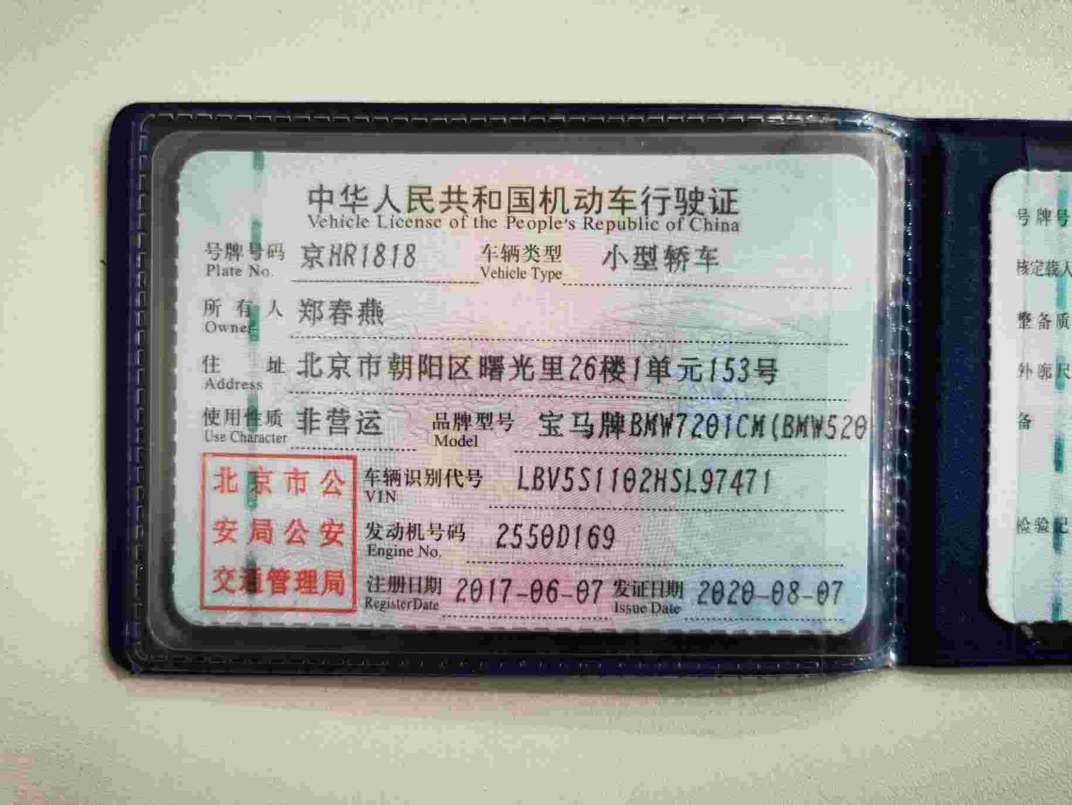 中华人民共和国机动车行驶证
Vehicle License of the People's Republic of China
号牌号码 京HR1818 车辆类型 小型轿车
Plate No. Vehicle Type
所有人 郑春燕
Owner
住址 北京市朝阳区曙光里26楼1单元153号
Address
使用性质 非营运 品牌型号 宝马牌BMW7201CM(BMW520
Use Character Model
北京市公
安局公安
交通管理局
车辆识别代号 LBV5S1102HSL97471
VIN
发动机号码 2550D169
Engine No.
注册日期 2017-06-07 发证日期 2020-08-07
Register Date Issue Date
号牌号
核定载人
整备质
外廓尺
备
检验记